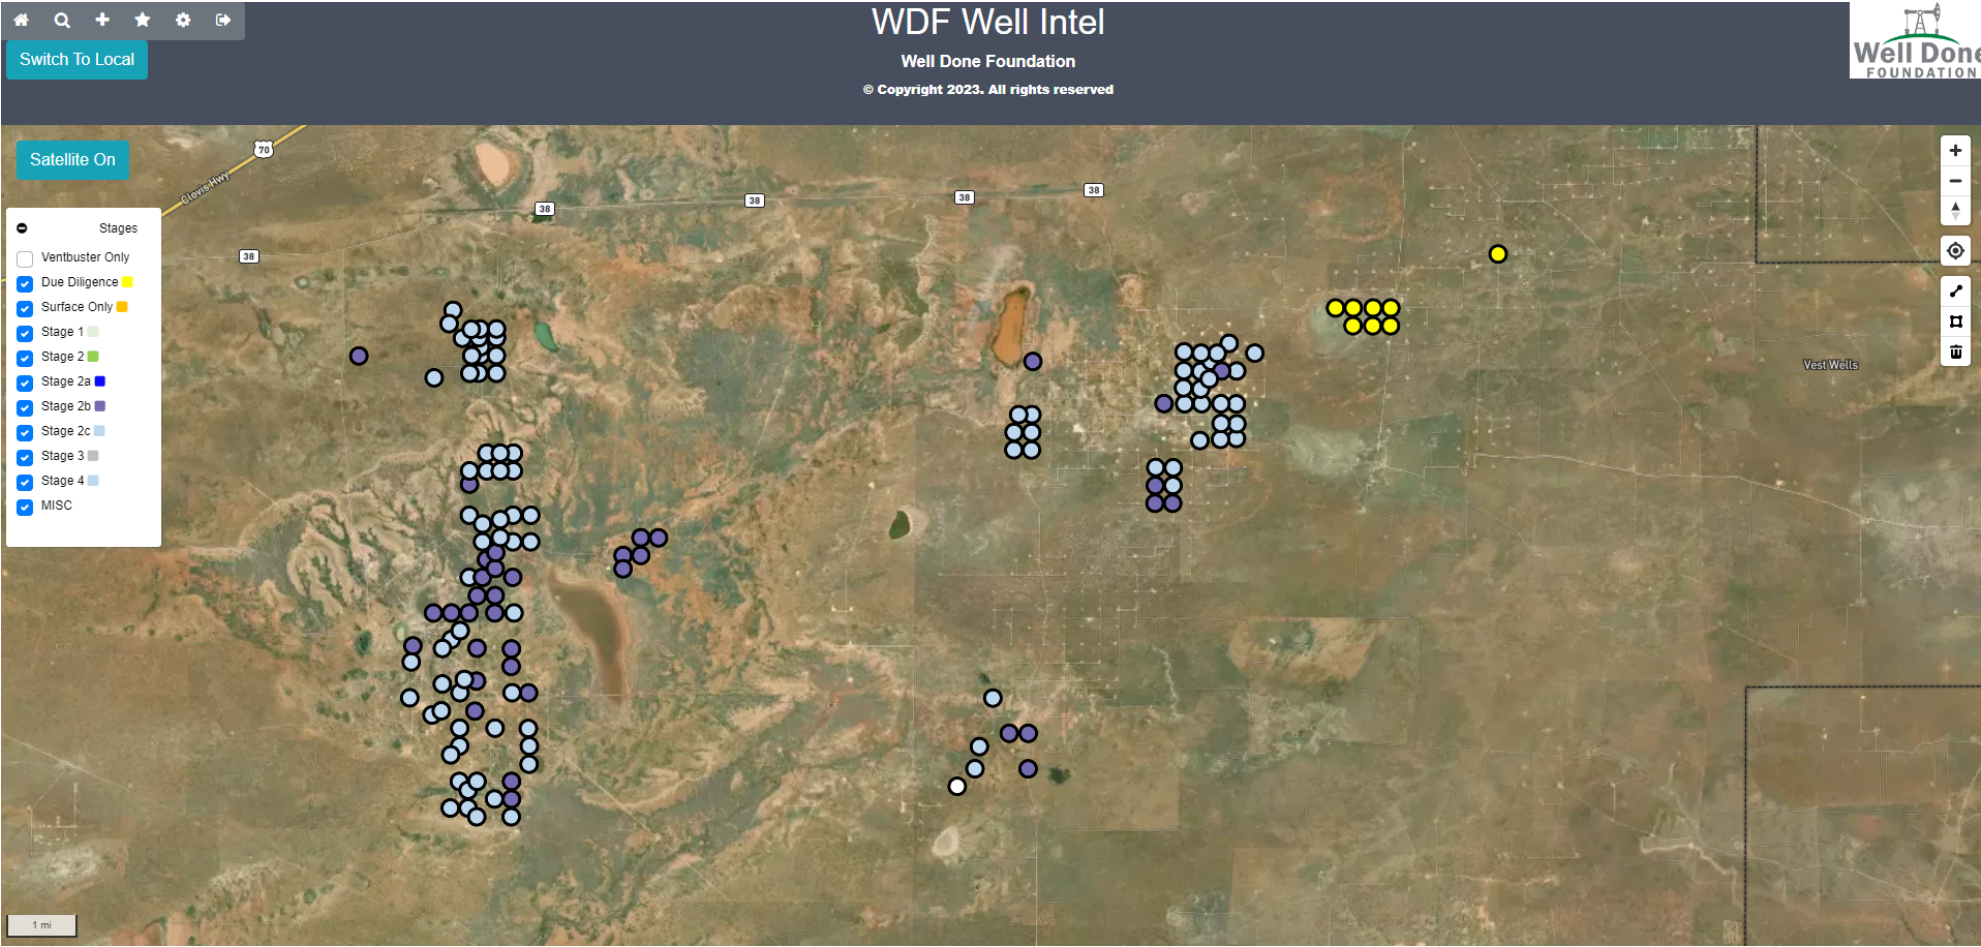 WDF Well Intel
Well Done Foundation
© Copyright 2023. All rights reserved
Switch To Local
Well Done
FOUNDATION
Satellite On
70
Clovis Hwy
38
38
38
38
38
Stages
Ventbuster Only
Due Diligence
Surface Only
Stage 1
Stage 2
Stage 2a
Stage 2b
Stage 2c
Stage 3
Stage 4
MISC
Vest Wells
1 mi